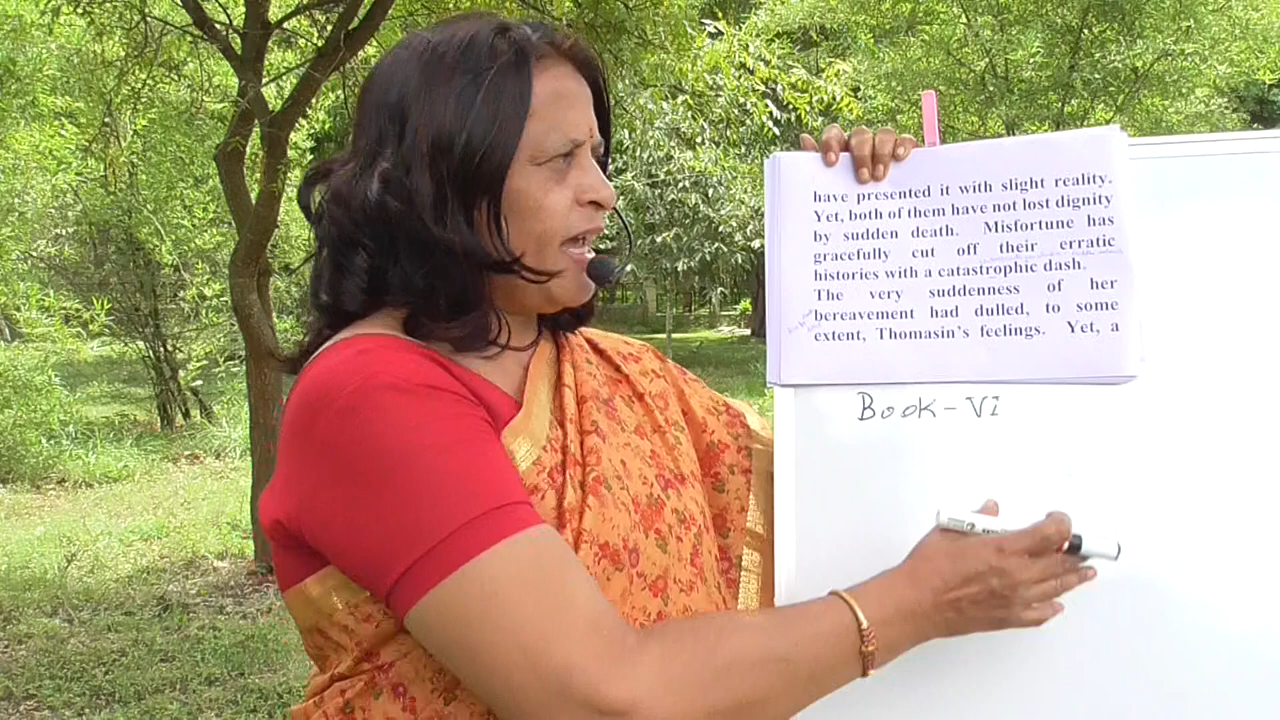 have presented it with slight reality.
Yet, both of them have not lost dignity
by sudden death. Misfortune has
gracefully cut off their erratic
histories with a catastrophic dash.
The very suddenness of her
bereavement had dulled, to some
extent, Thomasin's feelings. Yet, a
Book - VI